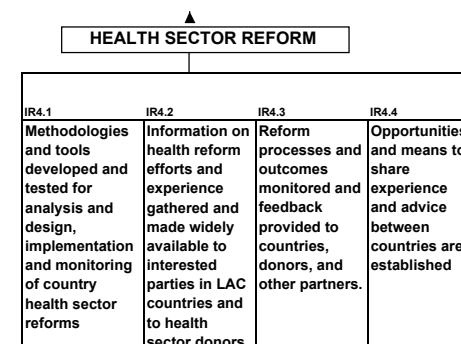 HEALTH SECTOR REFORM
IR4.1
Methodologies
and tools
developed and
tested for
analysis and
design,
implementation
and monitoring
of country
health sector
reforms
IR4.2
Information on
health reform
efforts and
experience
gathered and
made widely
available to
interested
parties in LAC
countries and
to health
sector donors
IR4.3
Reform
processes and
outcomes
monitored and
feedback
provided to
countries,
donors, and
other partners.
IR4.4
Opportunities
and means to
share
experience
and advice
between
countries are
established